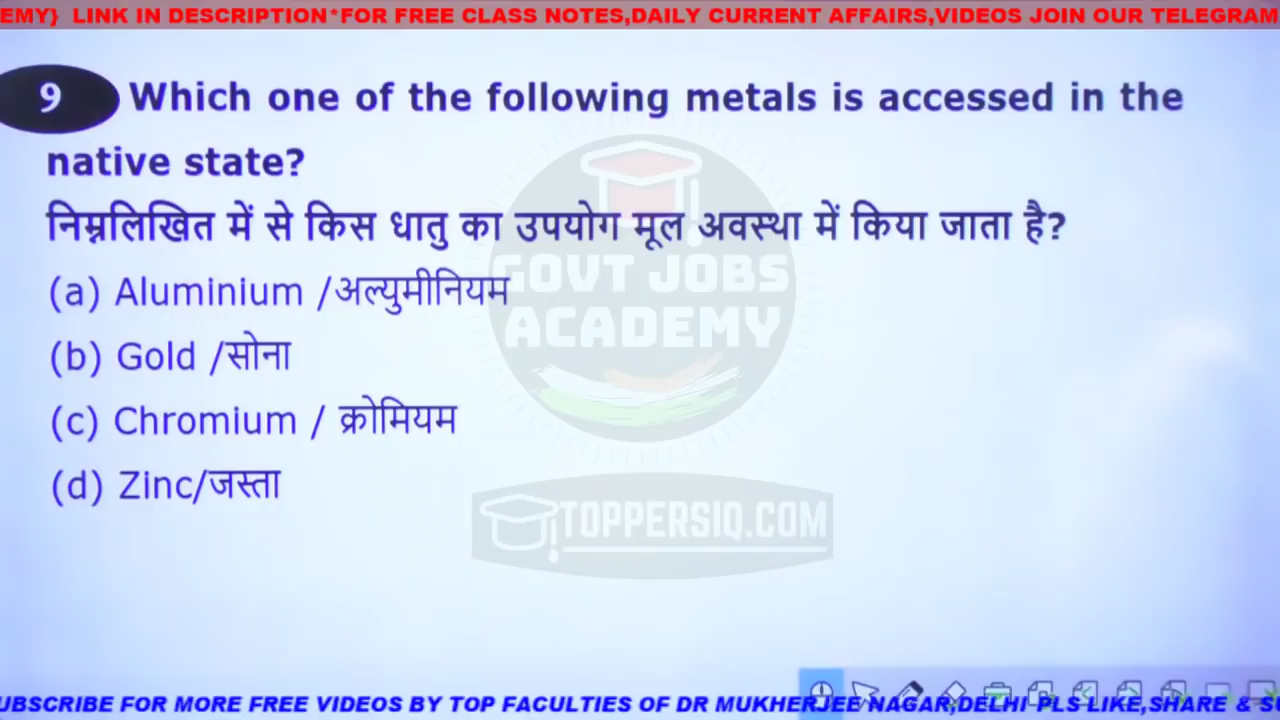 EMY} LINK IN DESCRIPTION*FOR FREE CLASS NOTES,DAILY CURRENT AFFAIRS,VIDEOS JOIN OUR TELEGRAM
9 Which one of the following metals is accessed in the
native state?
निम्नलिखित में से किस धातु का उपयोग मूल अवस्था में किया जाता है?
(a) Aluminium /अल्युमीनियम
(b) Gold /सोना
(c) Chromium / क्रोमियम
(d) Zinc/जस्ता
GOVT JOBS
ACADEMY
TOPPERSIQ.COM
UBSCRIBE FOR MORE FREE VIDEOS BY TOP FACULTIES OF DR MUKHERJEE NAGAR,DELHI PLS LIKE,SHARE & S